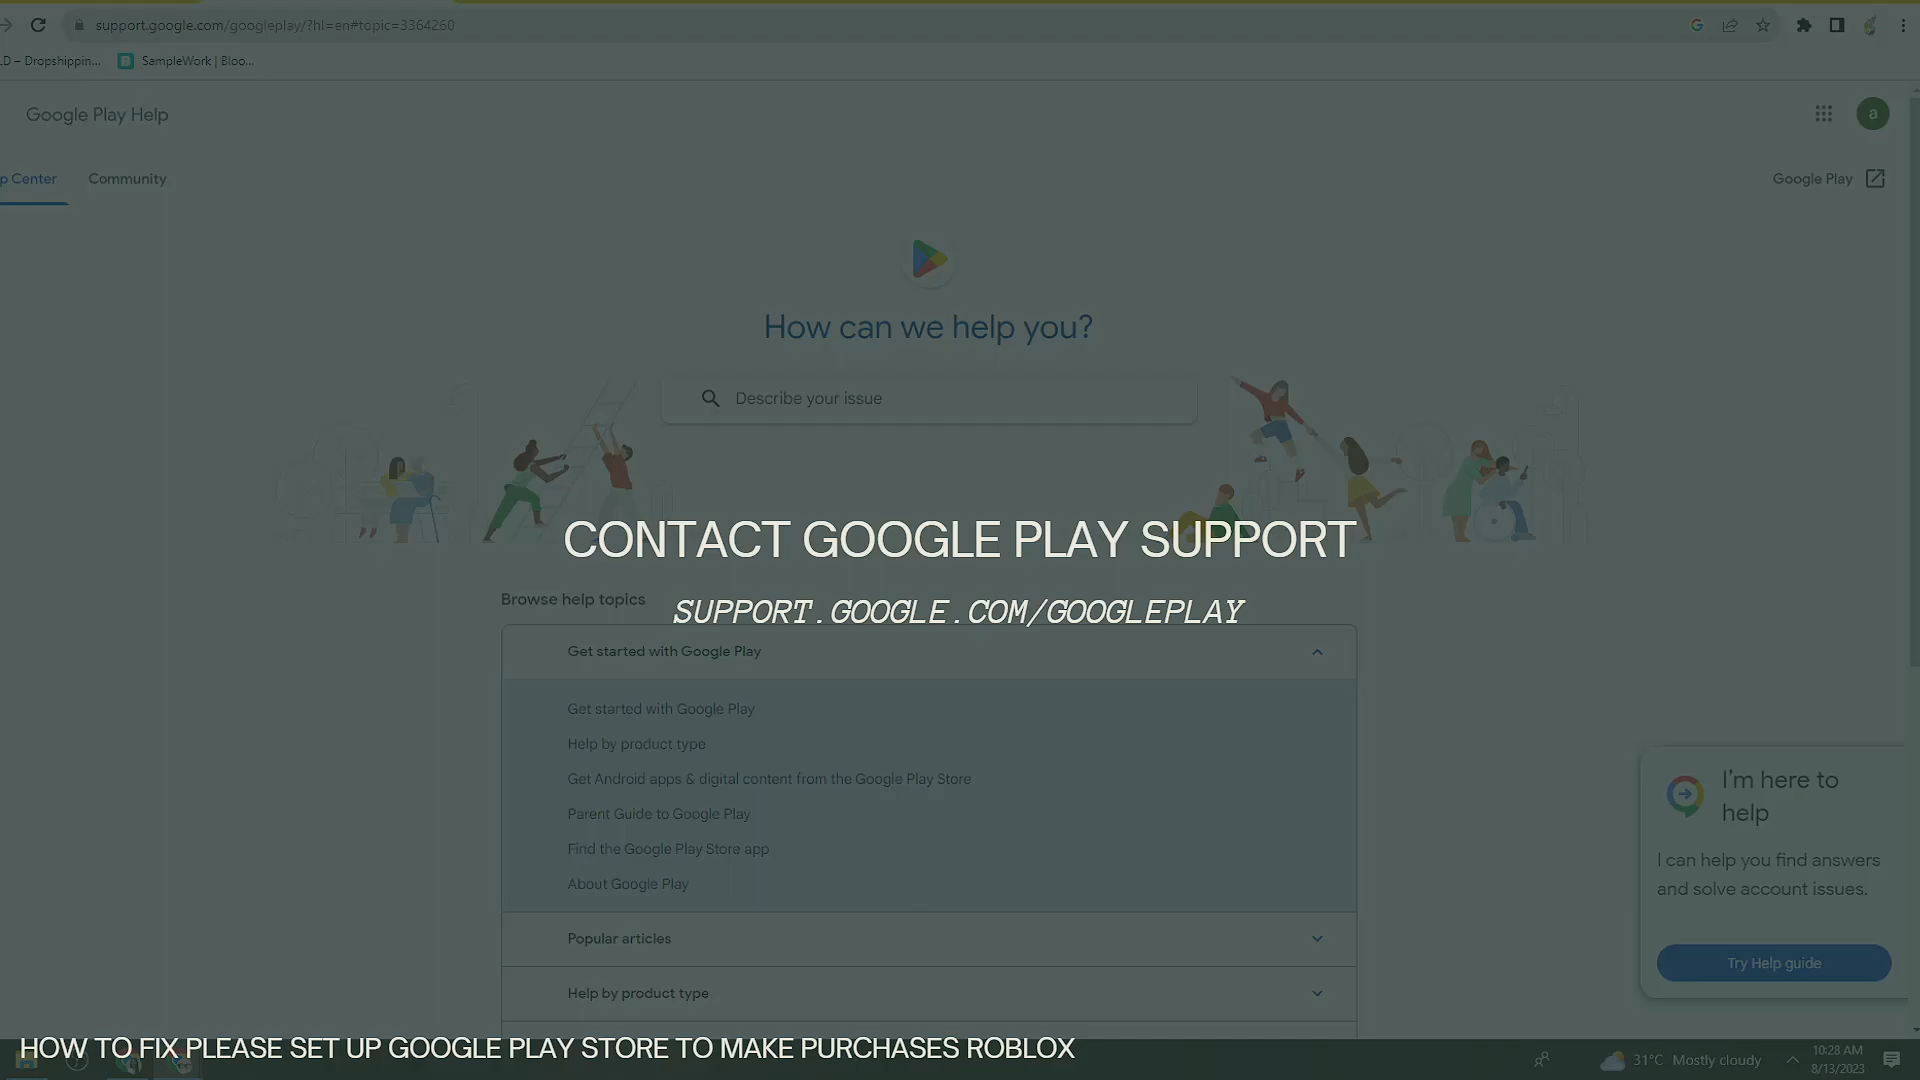 support.google.com/googleplay/?hl=en#topic=3364260
LD – Dropshippin...
SampleWork | Bloo...
Google Play Help
a
p Center
Community
Google Play
How can we help you?
Describe your issue
CONTACT GOOGLE PLAY SUPPORT
Browse help topics
SUPPORT.GOOGLE.COM/GOOGLEPLAY
Get started with Google Play
Get started with Google Play
Help by product type
Get Android apps & digital content from the Google Play Store
Parent Guide to Google Play
Find the Google Play Store app
About Google Play
Popular articles
Help by product type
I'm here to
help
I can help you find answers
and solve account issues.
Try Help guide
HOW TO FIX PLEASE SET UP GOOGLE PLAY STORE TO MAKE PURCHASES ROBLOX
31°C Mostly cloudy
10:28 AM
8/13/2023